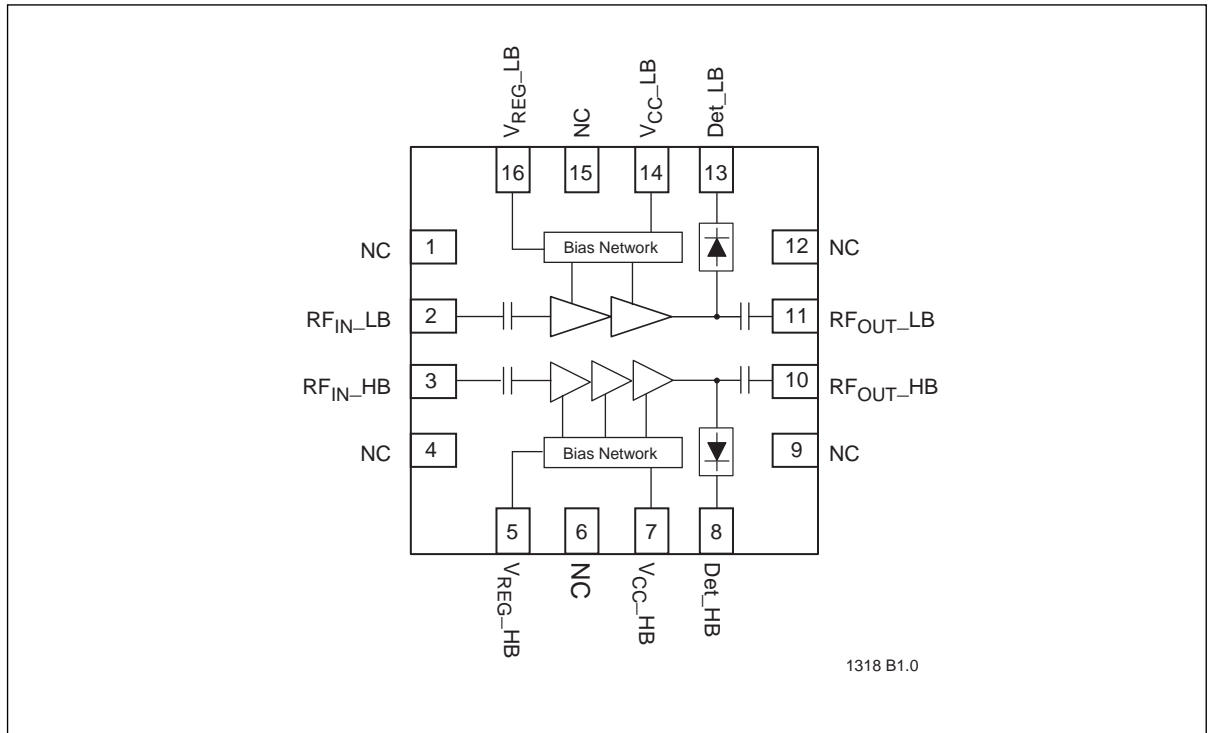 VREG_LB
NC
VCC_LB
Det_LB
16
15
14
13
NC
1
Bias Network
12
NC
RFIN_LB
2
11
RFOUT_LB
RFIN_HB
3
10
RFOUT_HB
NC
4
Bias Network
9
NC
5
6
7
8
VREG_HB
NC
VCC_HB
Det_HB
1318 B1.0